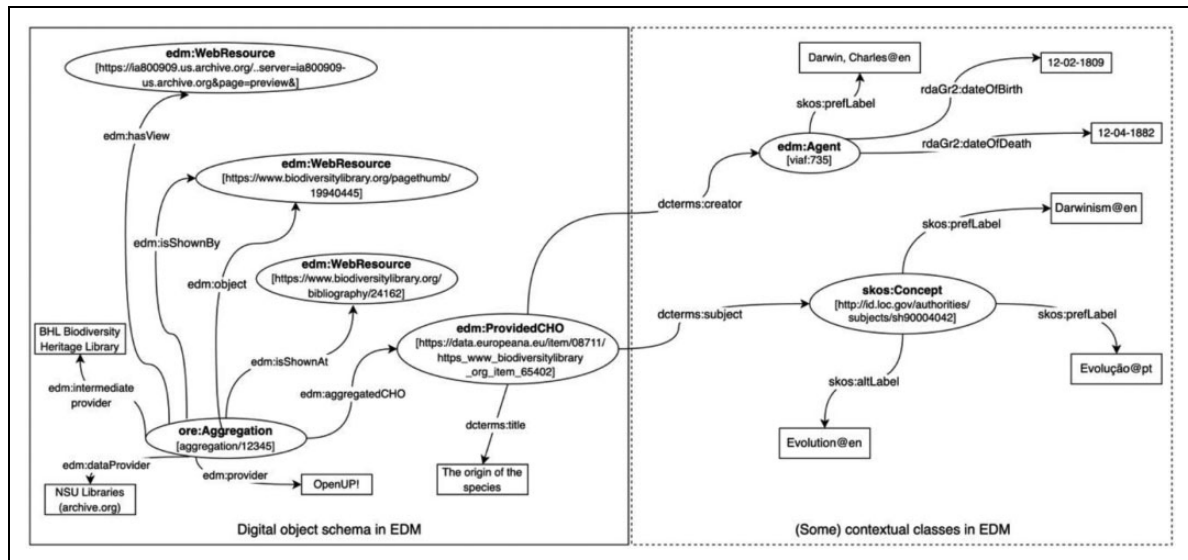 edm:WebResource
[https://ia800909.us.archive.org/..server=ia800909-
us.archive.org&page=preview&]
edm:hasView
edm:WebResource
[https://www.biodiversitylibrary.org/pagethumb/
19940445]
edm:isShownBy
edm:object
edm:WebResource
[https://www.biodiversitylibrary.org/
bibliography/24162]
BHL Biodiversity
Heritage Library
edm:isShownAt
edm:ProvidedCHO
[https://data.europeana.eu/item/08711/
https_www_biodiversitylibrary
_org_item_65402]
edm:intermediate
provider
edm:aggregatedCHO
ore:Aggregation
[aggregation/12345]
dcterms:title
edm:dataProvider
edm:provider
NSU Libraries
(archive.org)
OpenUP!
The origin of the
species
Digital object schema in EDM
Darwin, Charles@en
12-02-1809
skos:prefLabel
rdaGr2:dateOfBirth
edm:Agent
[viaf:735]
12-04-1882
rdaGr2:dateOfDeath
dcterms:creator
Darwinism@en
skos:prefLabel
skos:Concept
[http://id.loc.gov/authorities/
subjects/sh90004042]
dcterms:subject
skos:prefLabel
skos:altLabel
Evolução@pt
Evolution@en
(Some) contextual classes in EDM